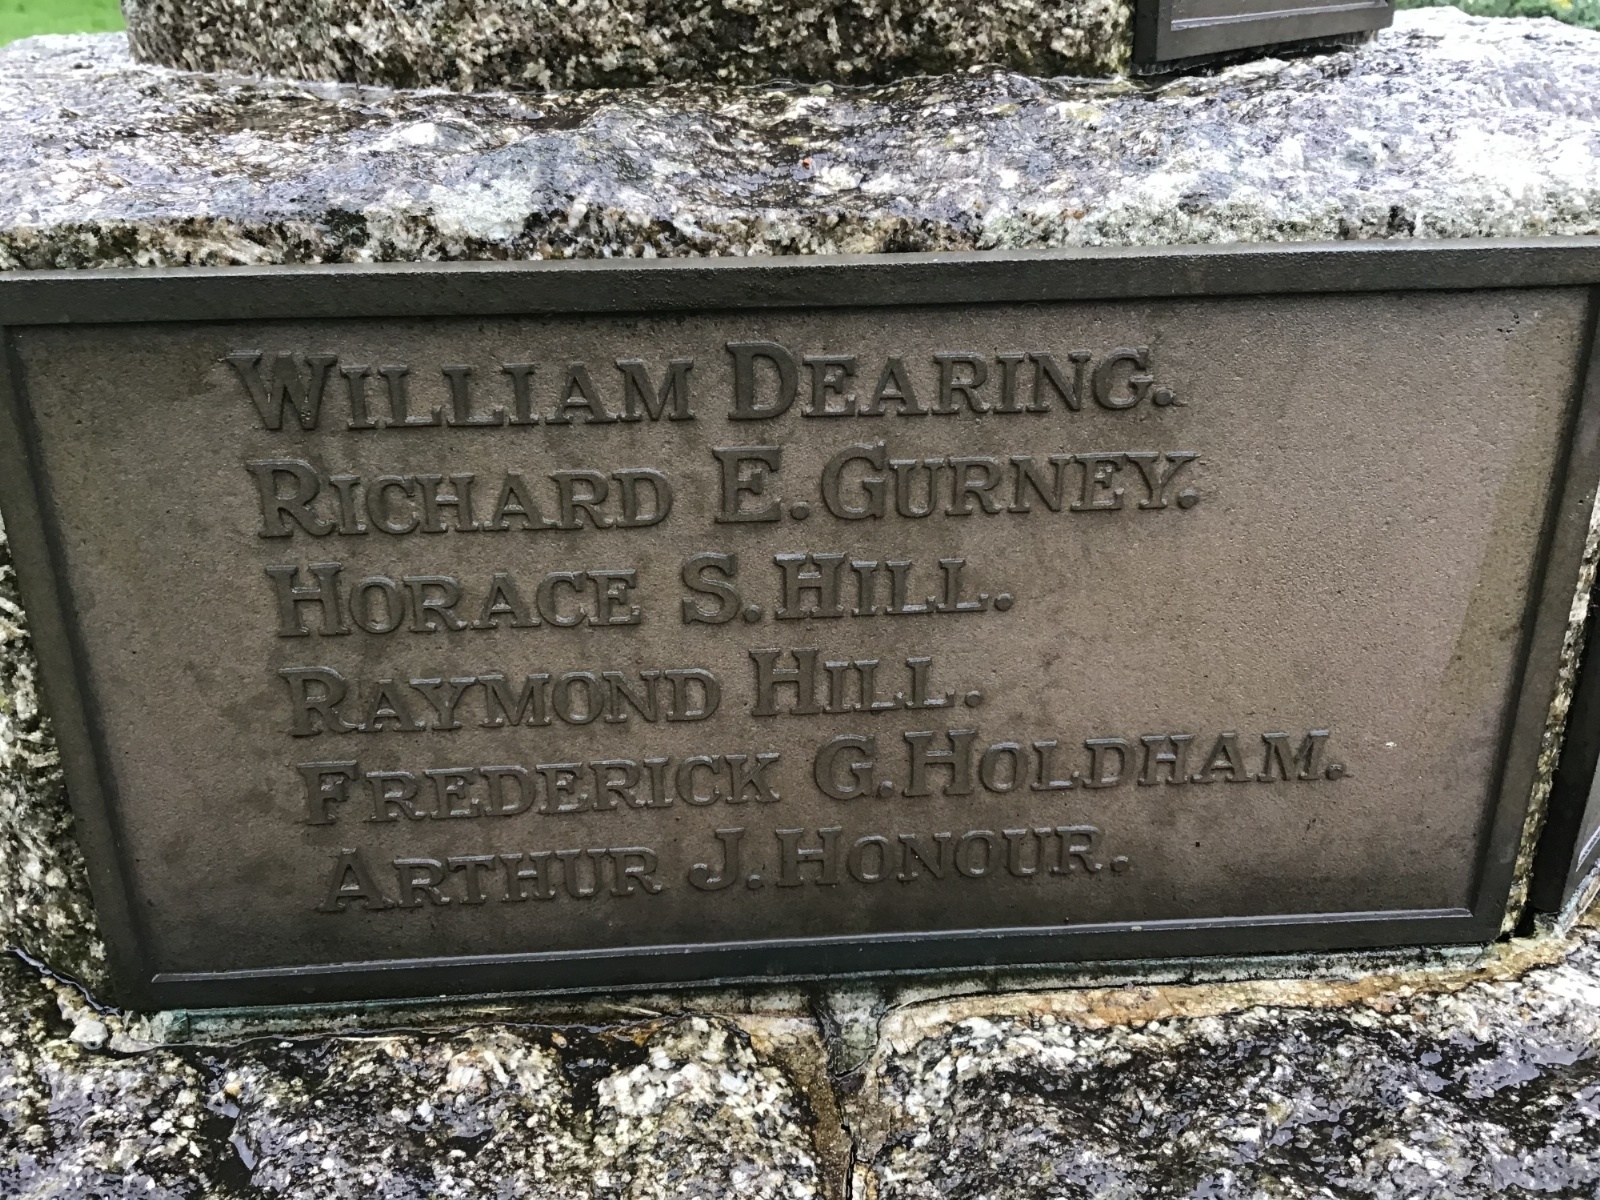 WILLIAM DEARING.
RICHARD E. GURNEY.
HORACE S. HILL.
RAYMOND HILL.
FREDERICK G. HOLDHAM.
ARTHUR J. HONOUR.